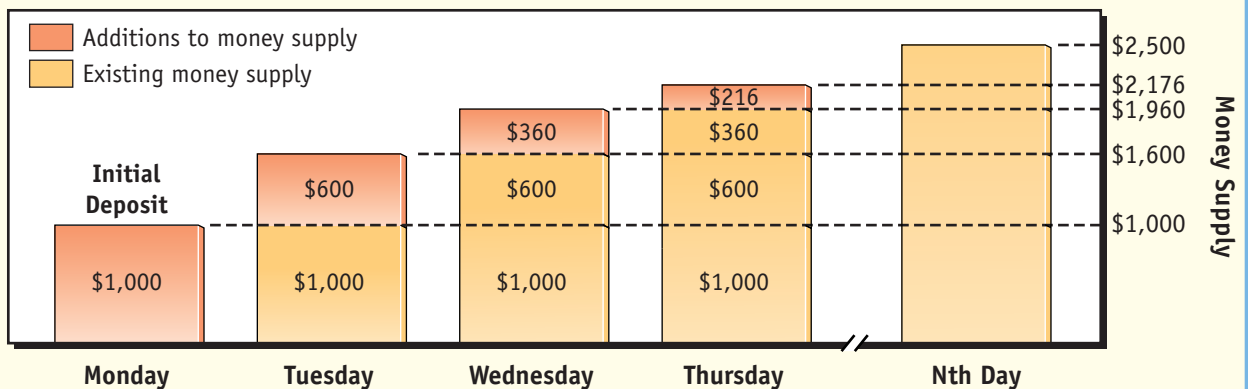 Additions to money supply
Existing money supply
Initial
Deposit
$1,000
$600
$1,000
$360
$600
$1,000
$216
$360
$600
$1,000
$2,500
$2,176
$1,960
$1,600
$1,000
Money Supply
Monday
Tuesday
Wednesday
Thursday
Nth Day